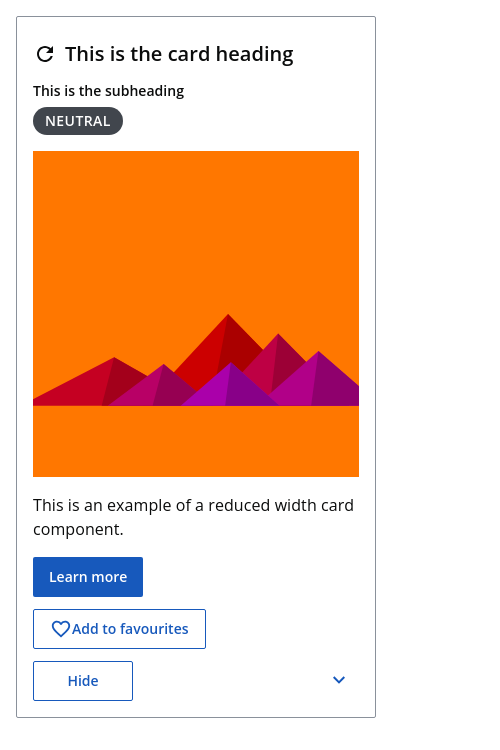 This is the card heading
This is the subheading
NEUTRAL
This is an example of a reduced width card
component.
Learn more
Add to favourites
Hide